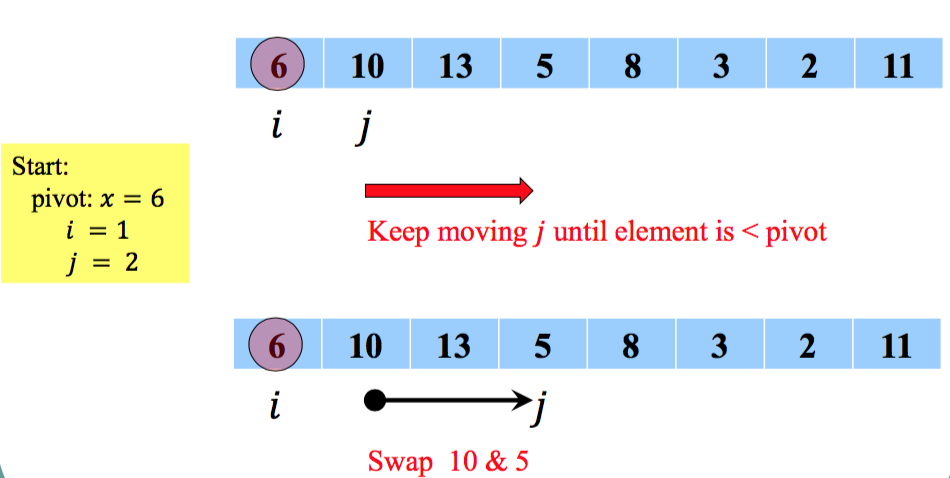 6 10 13 5 8 3 2 11
i j
Start:
pivot: x = 6
i = 1
j = 2
Keep moving j until element is < pivot
6 10 13 5 8 3 2 11
i j
Swap 10 & 5